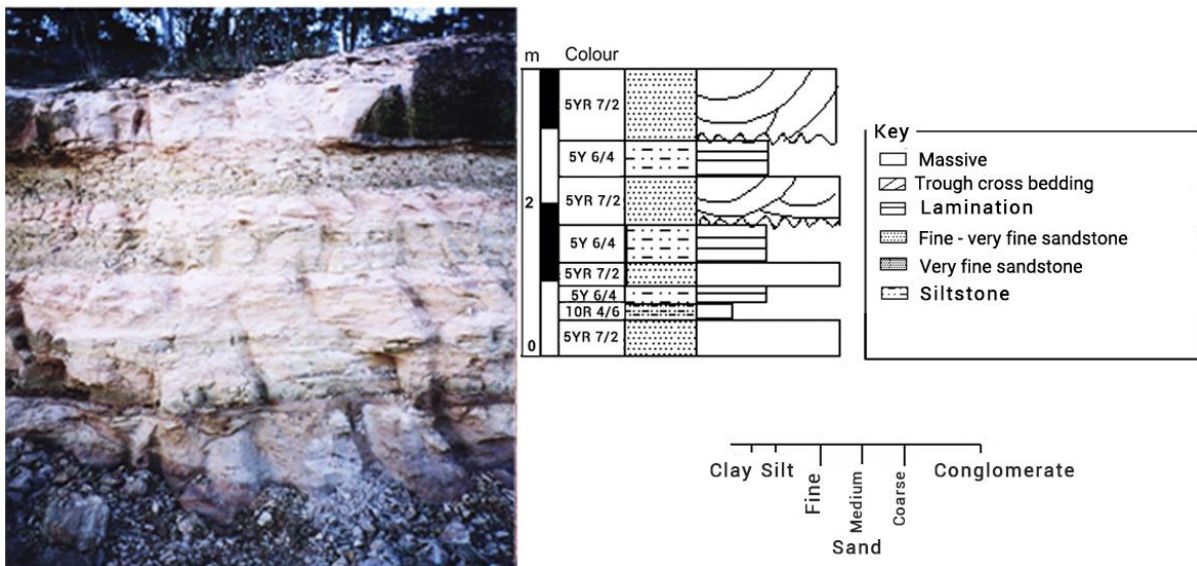 m Colour
5YR 7/2
5Y 6/4
2
5YR 7/2
5Y 6/4
5YR 7/2
5Y 6/4
10R 4/6
5YR 7/2
0
Key
Massive
Trough cross bedding
Lamination
Fine - very fine sandstone
Very fine sandstone
Siltstone
Clay Silt Fine Medium Coarse Conglomerate
Sand